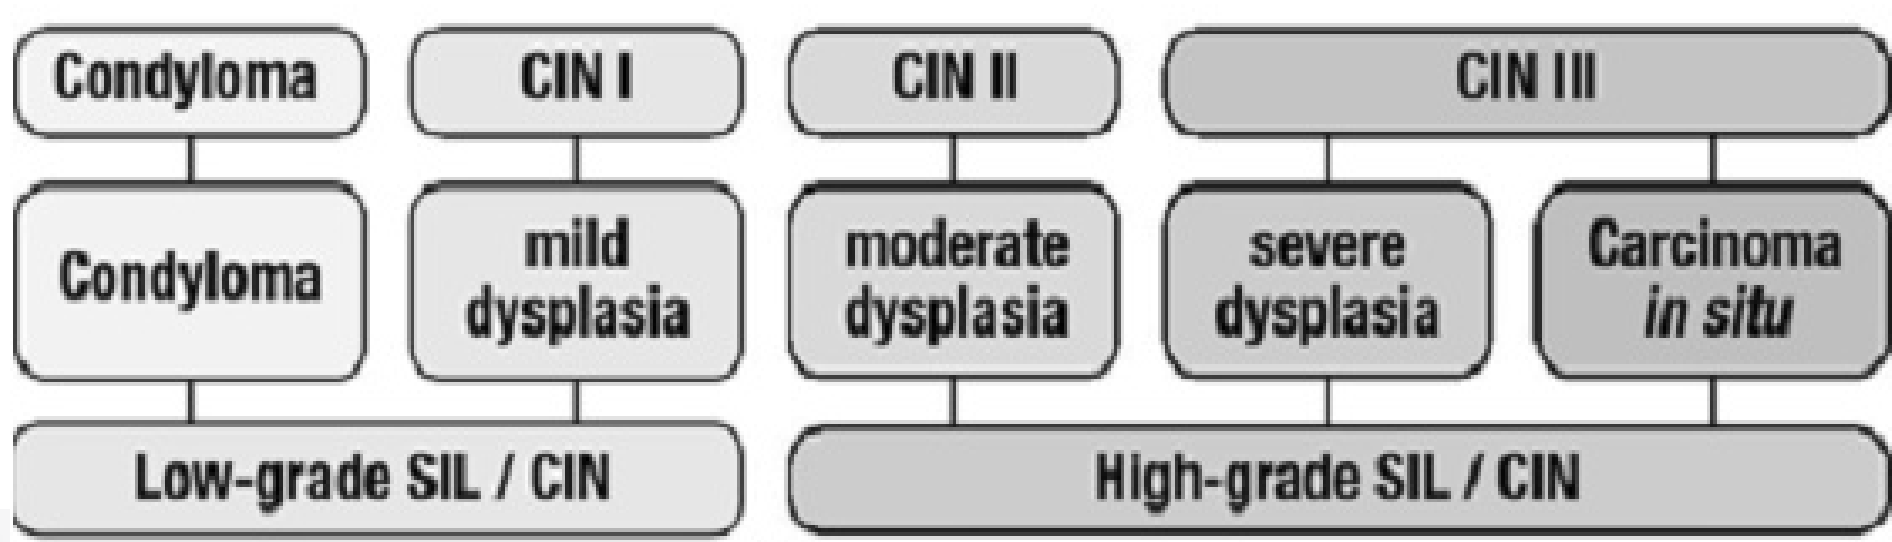 Condyloma
CIN I
CIN II
CIN III
Condyloma
mild
dysplasia
moderate
dysplasia
severe
dysplasia
Carcinoma
in situ
Low-grade SIL / CIN
High-grade SIL / CIN